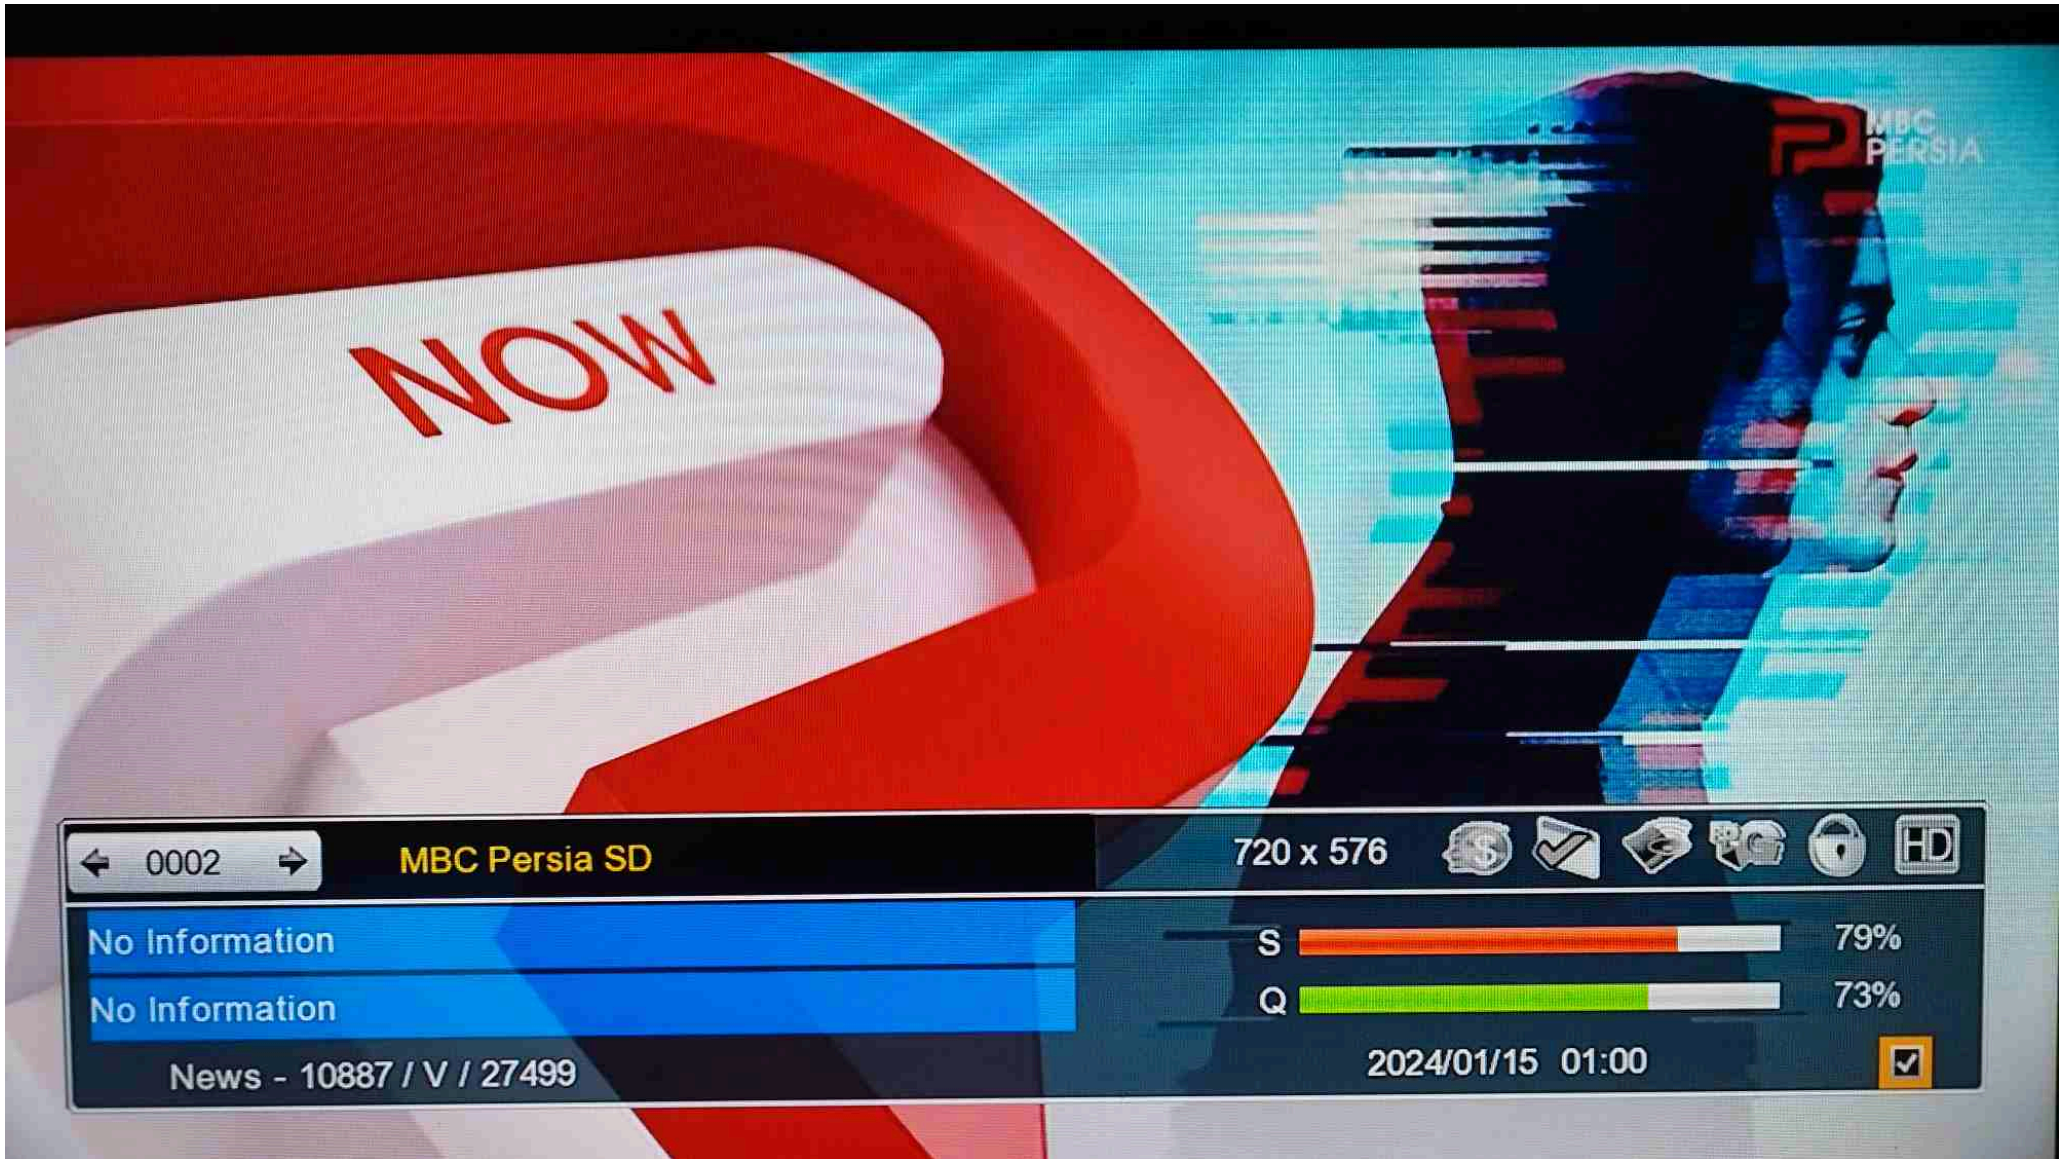 MBC
PERSIA
NOW
0002
MBC Persia SD
720 x 576
$
HD
No Information
S
79%
No Information
Q
73%
News - 10887 / V / 27499
2024/01/15 01:00